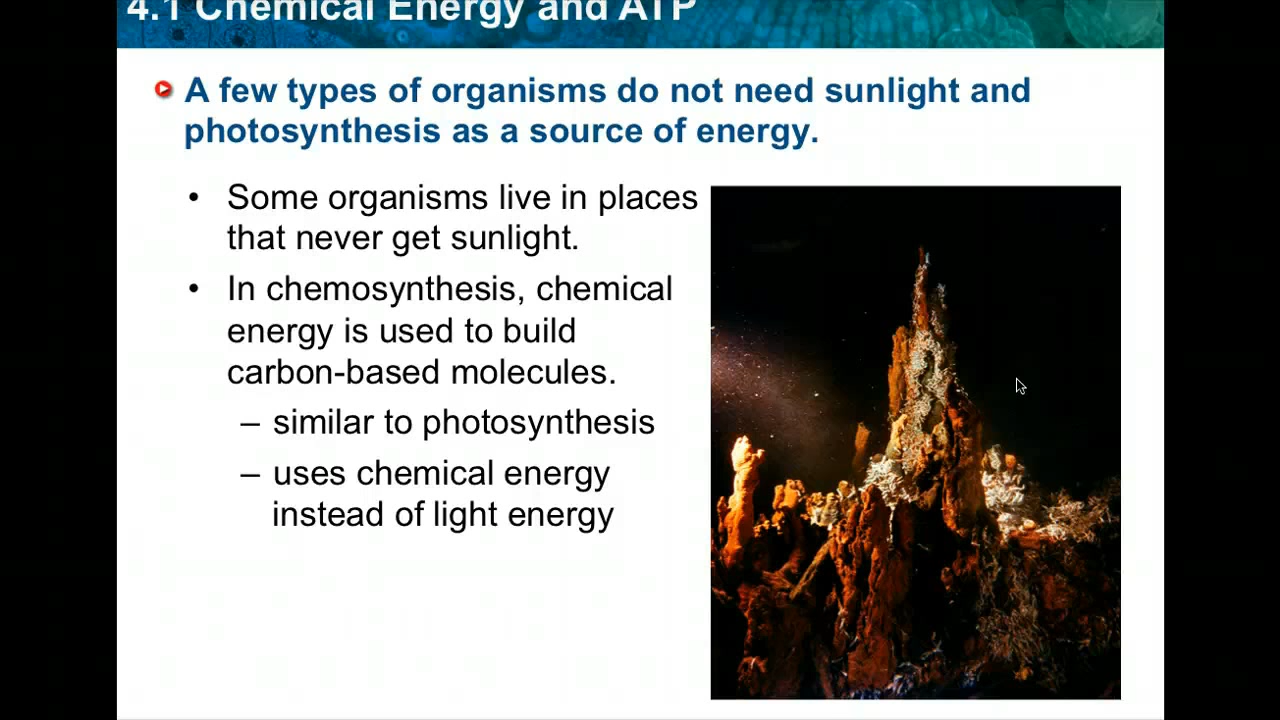 4.1 Chemical Energy and ATP
A few types of organisms do not need sunlight and
photosynthesis as a source of energy.
• Some organisms live in places
that never get sunlight.
• In chemosynthesis, chemical
energy is used to build
carbon-based molecules.
– similar to photosynthesis
– uses chemical energy
instead of light energy